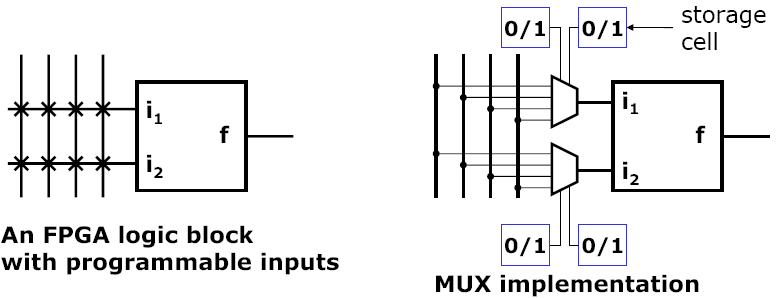 0/1
0/1
storage
cell
i1
f
i2
i1
f
i2
An FPGA logic block
with programmable inputs
0/1
0/1
MUX implementation